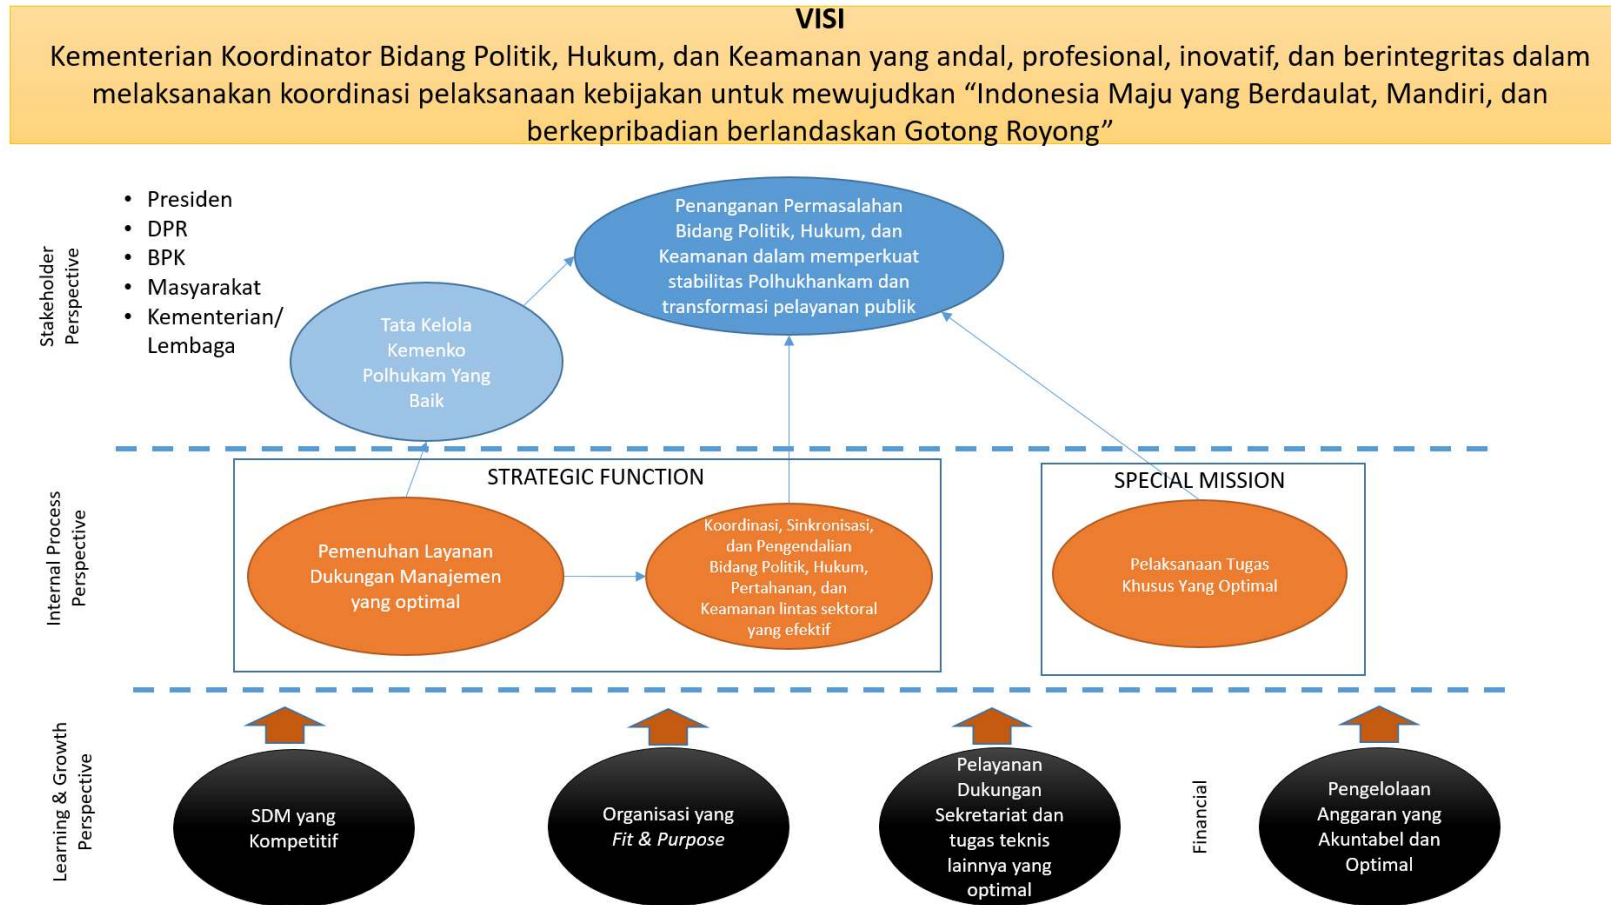 VISI
Kementerian Koordinator Bidang Politik, Hukum, dan Keamanan yang andal, profesional, inovatif, dan berintegritas dalam
melaksanakan koordinasi pelaksanaan kebijakan untuk mewujudkan “Indonesia Maju yang Berdaulat, Mandiri, dan
berkepribadian berlandaskan Gotong Royong”
Stakeholder
Perspective
• Presiden
• DPR
• BPK
• Masyarakat
• Kementerian/
Lembaga
Tata Kelola
Kemenko
Polhukam Yang
Baik
Penanganan Permasalahan
Bidang Politik, Hukum, dan
Keamanan dalam memperkuat
stabilitas Polhukhankam dan
transformasi pelayanan publik
Internal Process
Perspective
STRATEGIC FUNCTION
Pemenuhan Layanan
Dukungan Manajemen
yang optimal
Koordinasi, Sinkronisasi,
dan Pengendalian
Bidang Politik, Hukum,
Pertahanan, dan
Keamanan lintas sektoral
yang efektif
SPECIAL MISSION
Pelaksanaan Tugas
Khusus Yang Optimal
Learning & Growth
Perspective
SDM yang
Kompetitif
Organisasi yang
Fit & Purpose
Pelayanan
Dukungan
Sekretariat dan
tugas teknis
lainnya yang
optimal
Financial
Pengelolaan
Anggaran yang
Akuntabel dan
Optimal